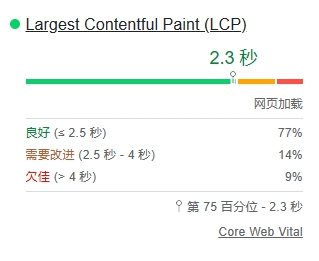 Largest Contentful Paint (LCP)
2.3 秒
网页加载
良好 (≤ 2.5 秒) 77%
需要改进 (2.5 秒 - 4 秒) 14%
欠佳 (> 4 秒) 9%
第 75 百分位 - 2.3 秒
Core Web Vital